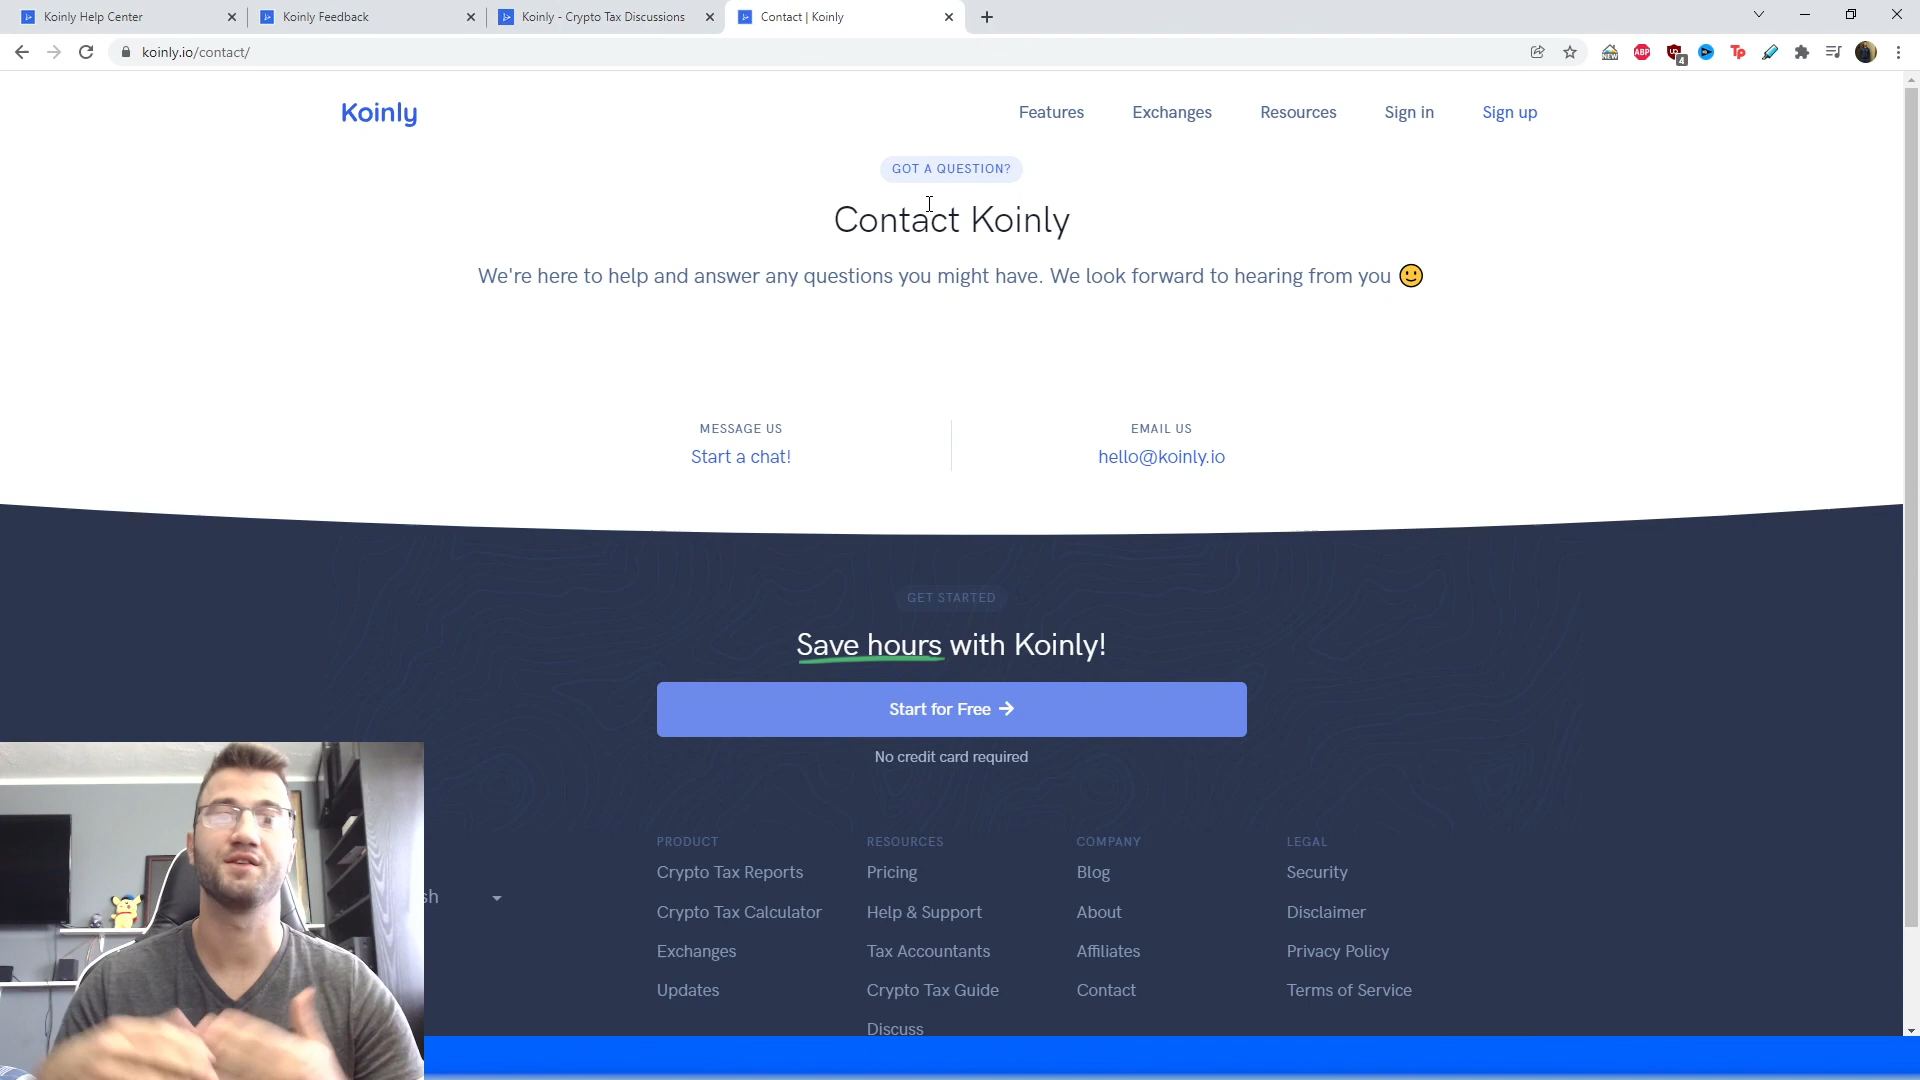 Koinly Help Center
Koinly Feedback
Koinly - Crypto Tax Discussions
Contact | Koinly
koinly.io/contact/
NEW
ABP
4
Tp
Koinly
Features
Exchanges
Resources
Sign in
Sign up
GOT A QUESTION?
Contact Koinly
We're here to help and answer any questions you might have. We look forward to hearing from you
MESSAGE US
Start a chat!
EMAIL US
hello@koinly.io
GET STARTED
Save hours with Koinly!
Start for Free →
No credit card required
sh
PRODUCT
Crypto Tax Reports
Crypto Tax Calculator
Exchanges
Updates
RESOURCES
Pricing
Help & Support
Tax Accountants
Crypto Tax Guide
Discuss
COMPANY
Blog
About
Affiliates
Contact
LEGAL
Security
Disclaimer
Privacy Policy
Terms of Service